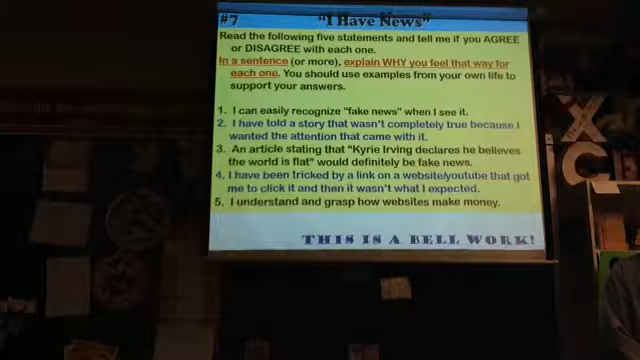 #7 "I Have News"
Read the following five statements and tell me if you AGREE
or DISAGREE with each one.
In a sentence (or more), explain WHY you feel that way for
each one. You should use examples from your own life to
support your answers.
1. I can easily recognize "fake news" when I see it.
2. I have told a story that wasn't completely true because I
wanted the attention that came with it.
3. An article stating that "Kyrie Irving declares he believes
the world is flat" would definitely be fake news.
4. I have been tricked by a link on a website/youtube that got
me to click it and then it wasn't what I expected.
5. I understand and grasp how websites make money.
THIS IS A BELL WORK!
X
C